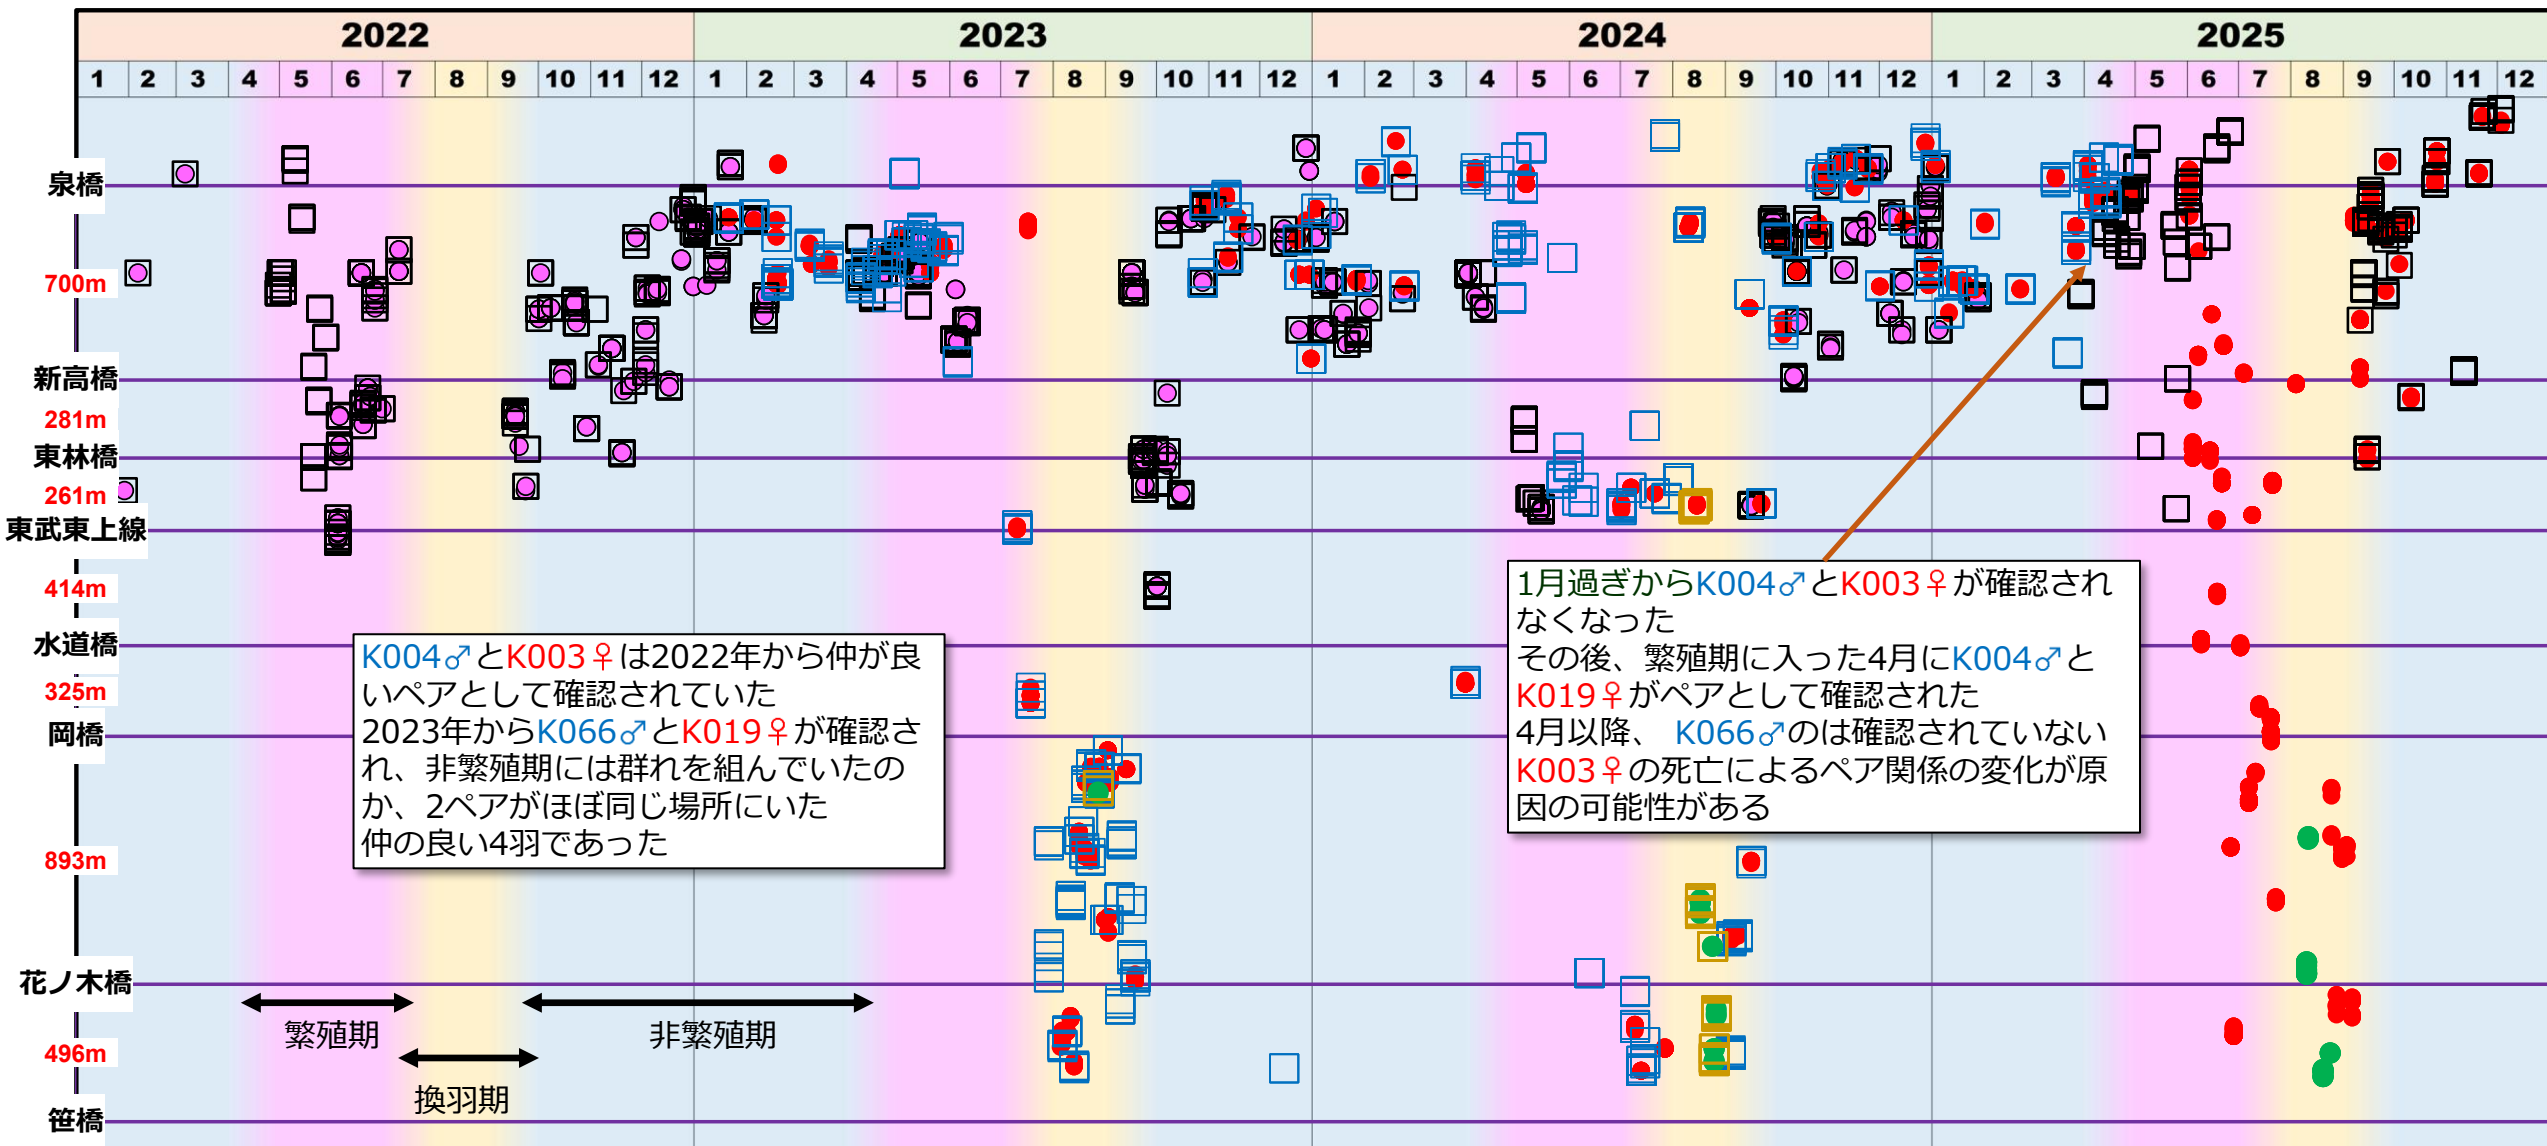 2022 2023 2024 2025
1 2 3 4 5 6 7 8 9 10 11 12 1 2 3 4 5 6 7 8 9 10 11 12 1 2 3 4 5 6 7 8 9 10 11 12 1 2 3 4 5 6 7 8 9 10 11 12
泉橋
700m
新高橋
281m
東林橋
261m
東武東上線
414m
水道橋
325m
岡橋
893m
花ノ木橋
496m
笹橋
K004♂とK003♀は2022年から仲が良
いペアとして確認されていた
2023年からK066♂とK019♀が確認さ
れ、非繁殖期には群れを組んでいたの
か、2ペアがほぼ同じ場所にいた
仲の良い4羽であった
1月過ぎからK004♂とK003♀が確認され
なくなった
その後、繁殖期に入った4月にK004♂と
K019♀がペアとして確認された
4月以降、 K066♂のは確認されていない
K003♀の死亡によるペア関係の変化が原
因の可能性がある
繁殖期
非繁殖期
換羽期